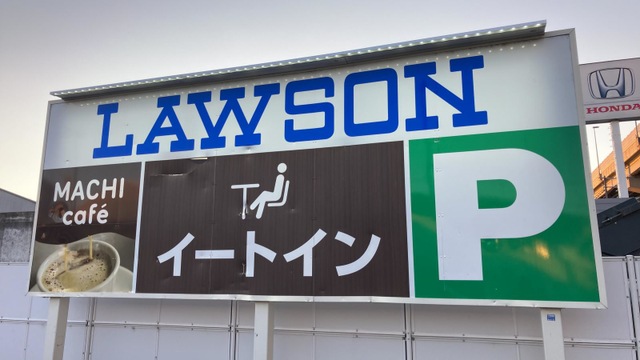 LAWSON
HONDA
MACHI
café
イートイン
P